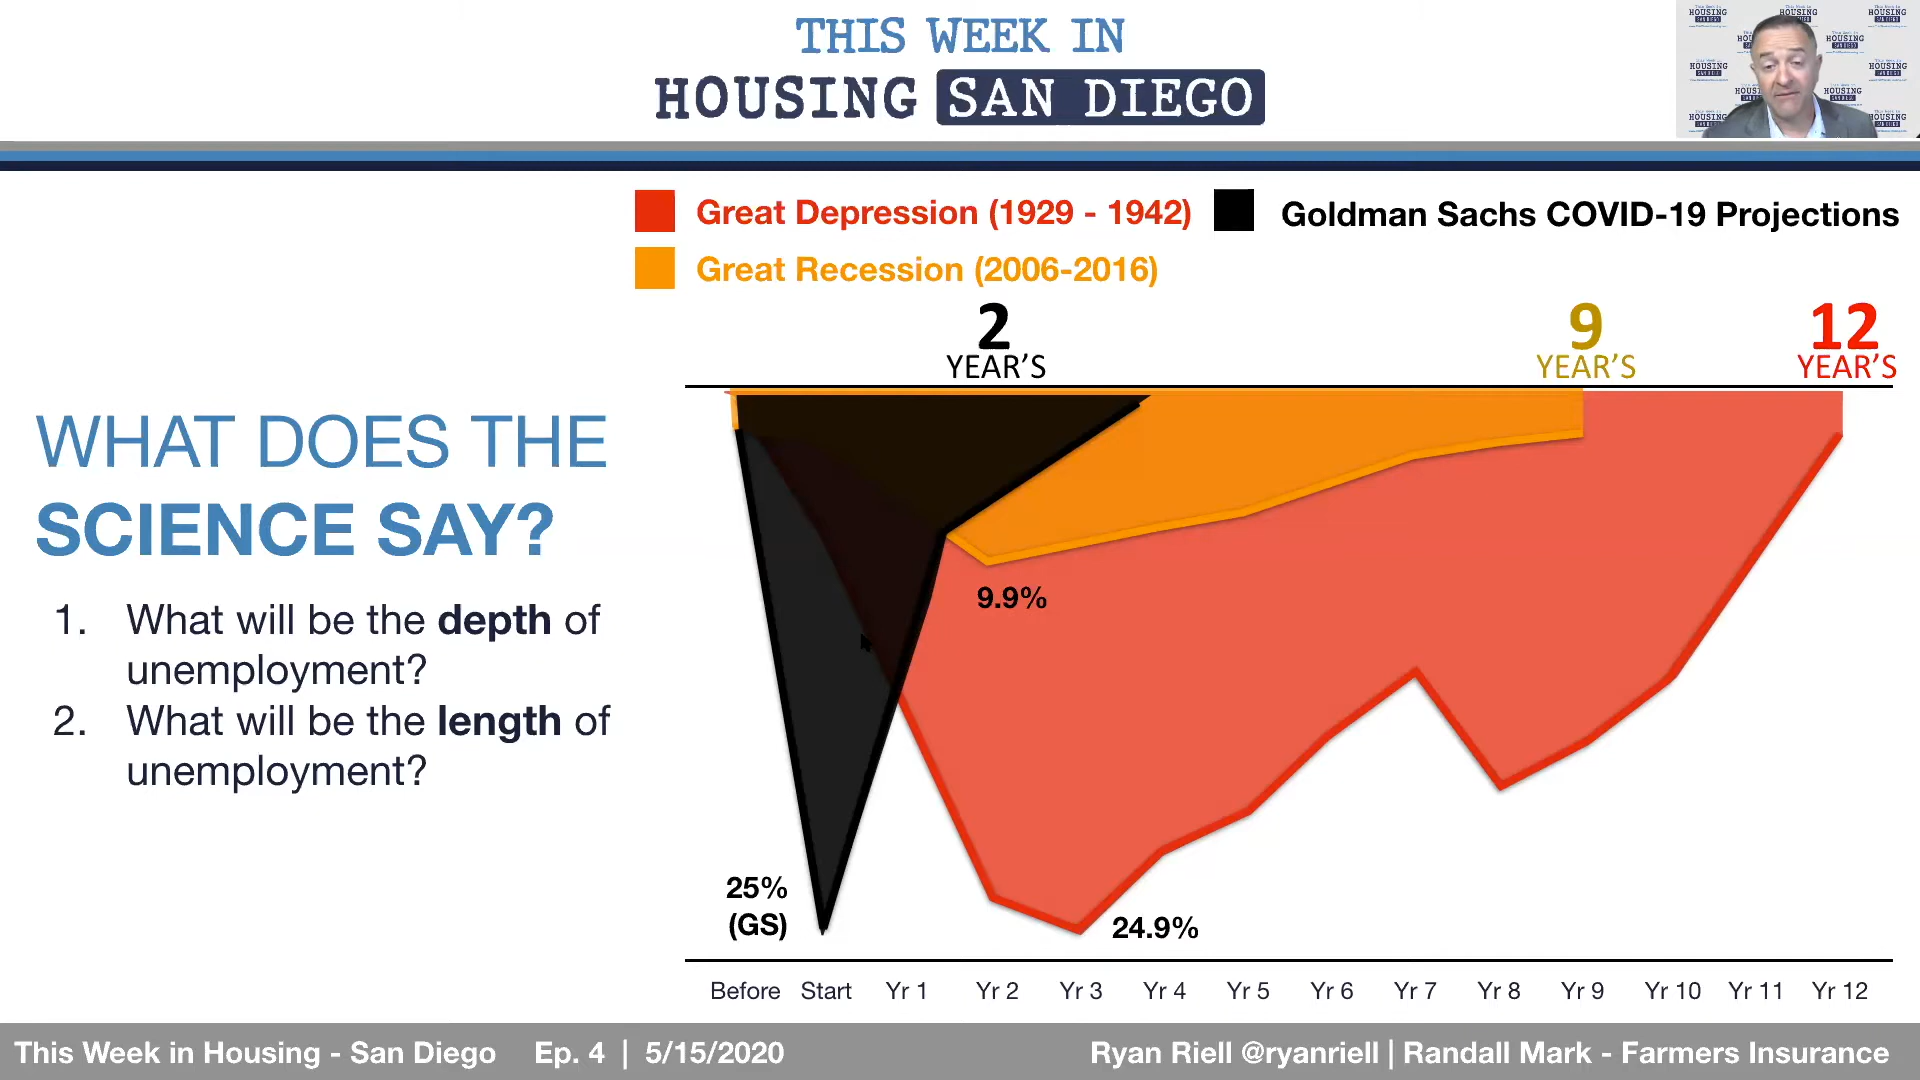 THIS WEEK IN
HOUSING SAN DIEGO
Great Depression (1929 - 1942)
Goldman Sachs COVID-19 Projections
Great Recession (2006-2016)
2
YEAR'S
9
YEAR'S
12
YEAR'S
WHAT DOES THE
SCIENCE SAY?
1. What will be the depth of
unemployment?
2. What will be the length of
unemployment?
9.9%
25%
(GS)
24.9%
Before Start Yr 1 Yr 2 Yr 3 Yr 4 Yr 5 Yr 6 Yr 7 Yr 8 Yr 9 Yr 10 Yr 11 Yr 12
This Week in Housing - San Diego Ep. 4 | 5/15/2020
Ryan Riell @ryanriell | Randall Mark - Farmers Insurance